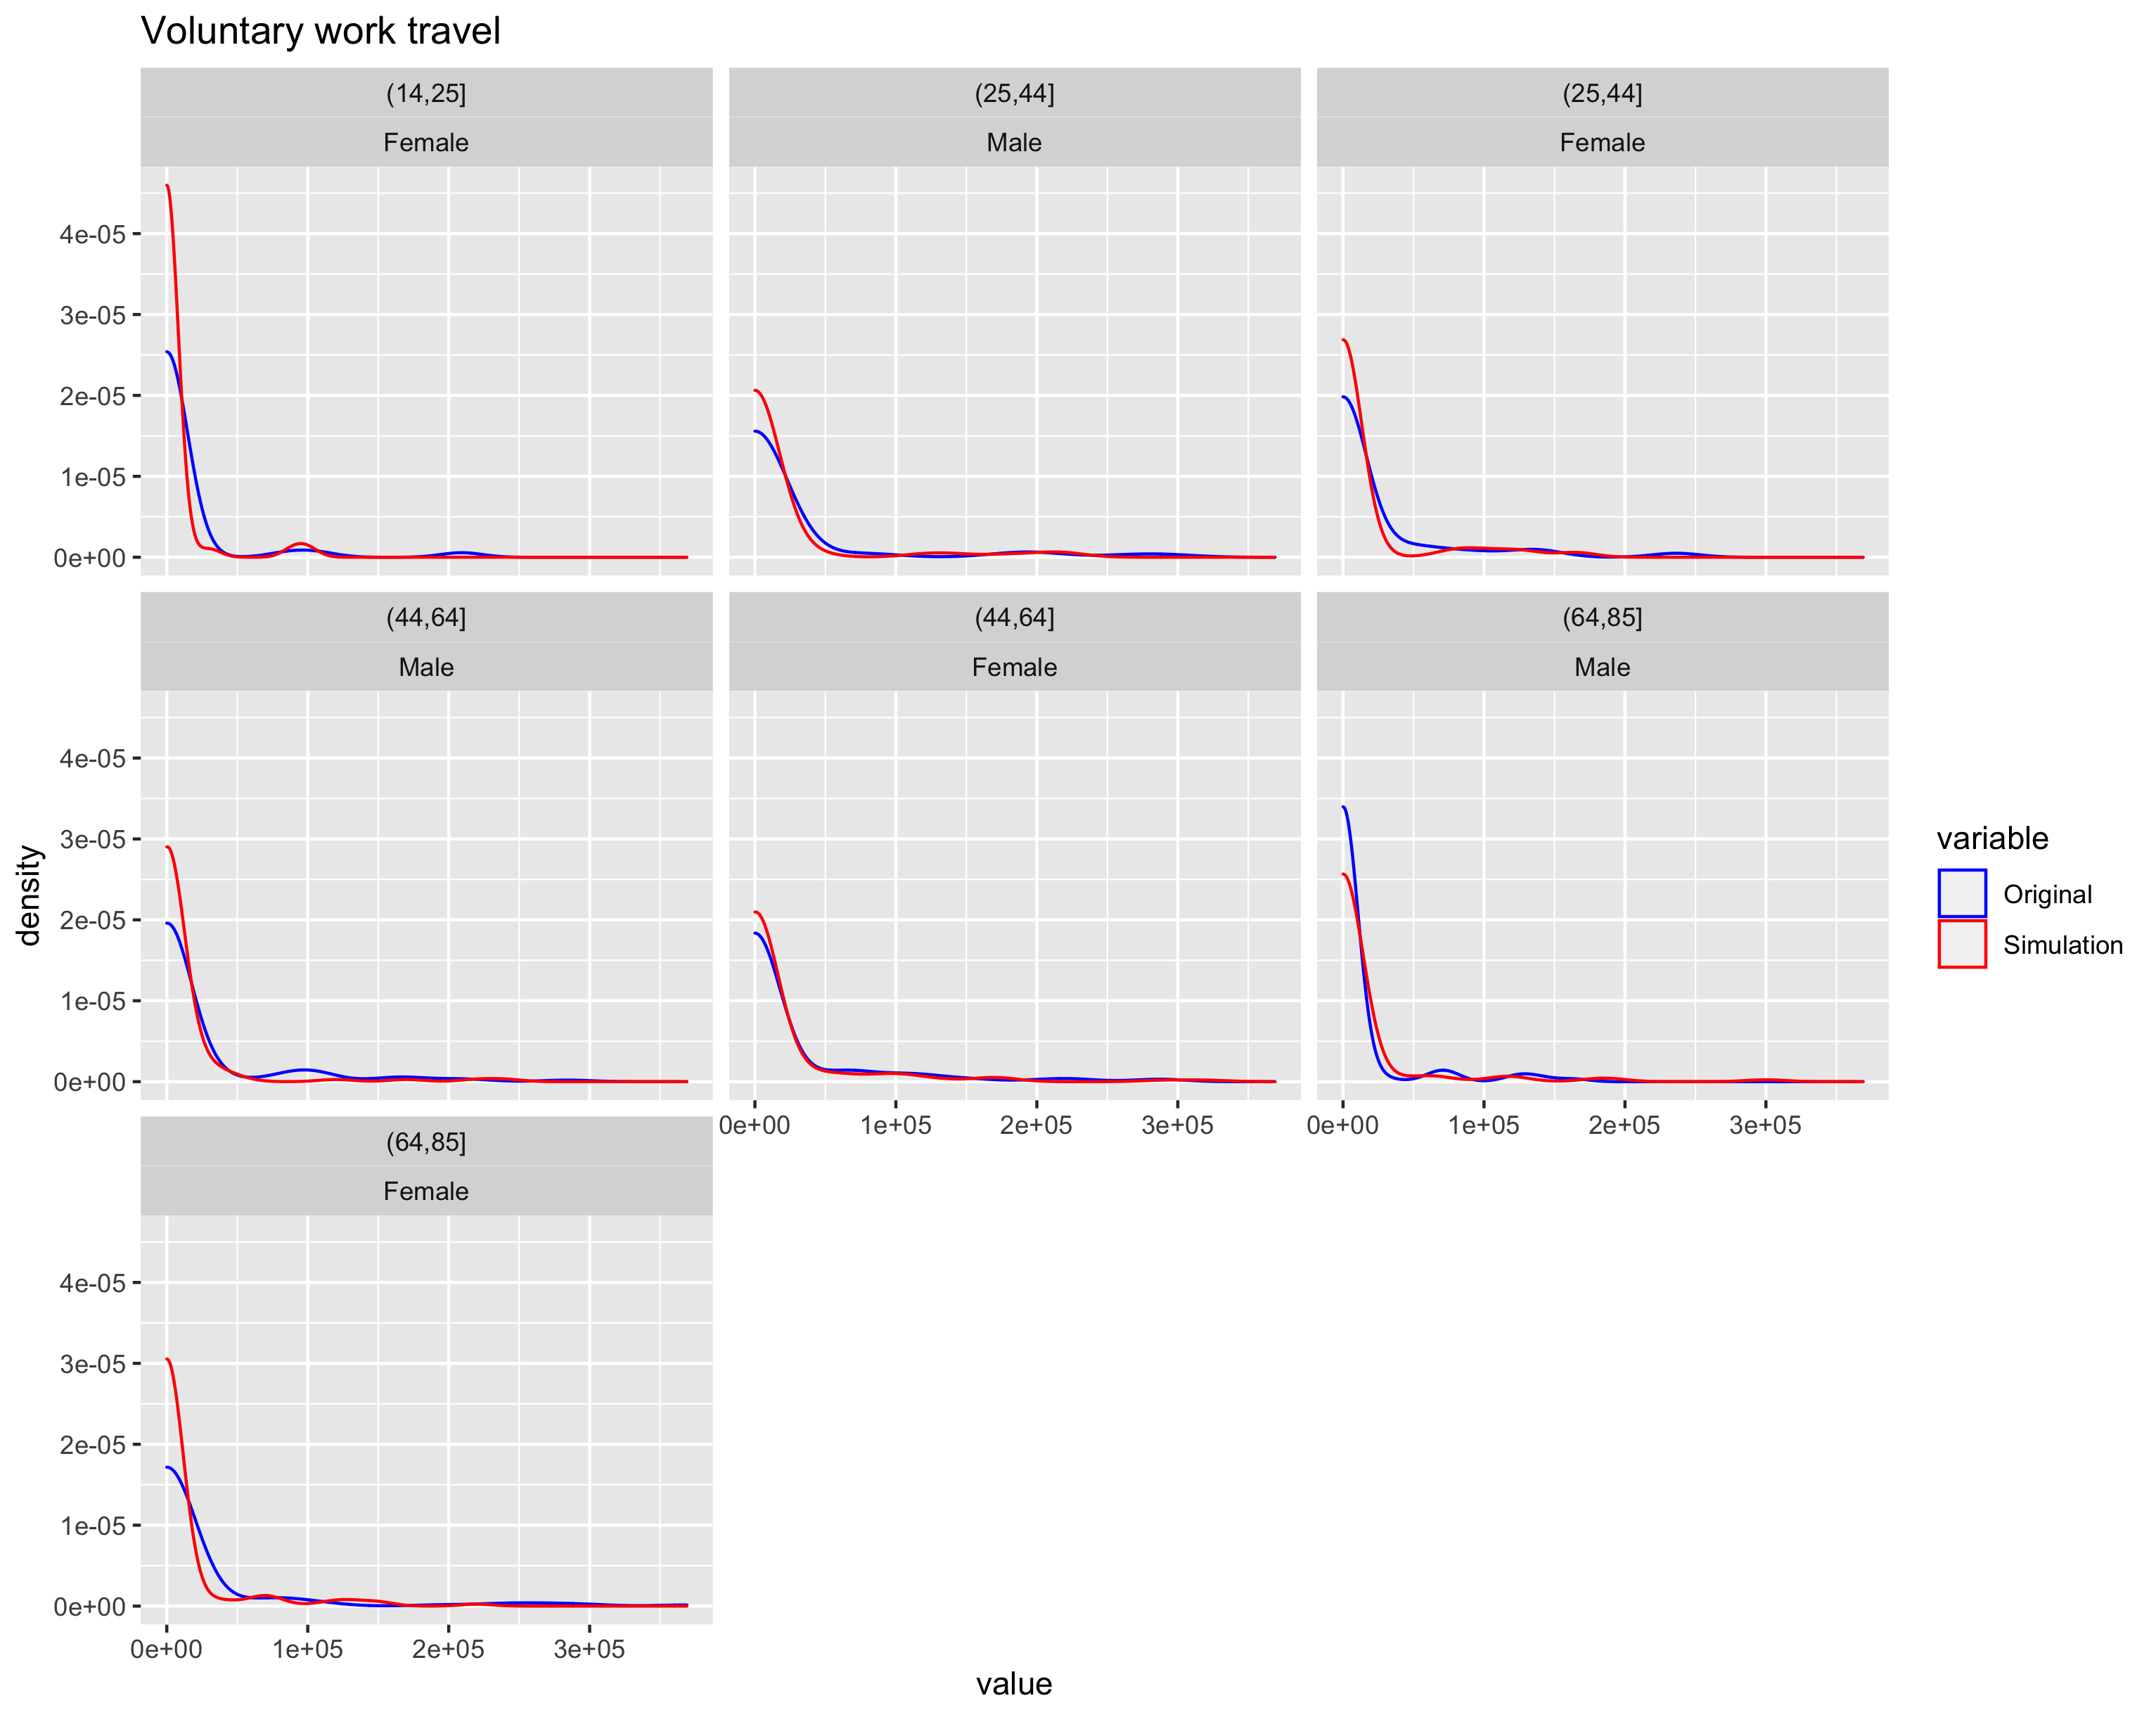 Voluntary work travel
(14,25] (25,44] (25,44]
Female Male Female
4e-05
3e-05
2e-05
1e-05
0e+00
(44,64] (44,64] (64,85]
Male Female Male
4e-05
3e-05
2e-05
1e-05
0e+00
0e+00 1e+05 2e+05 3e+05 0e+00 1e+05 2e+05 3e+05
(64,85]
Female
4e-05
3e-05
2e-05
1e-05
0e+00
0e+00 1e+05 2e+05 3e+05
value
density
variable
Original
Simulation